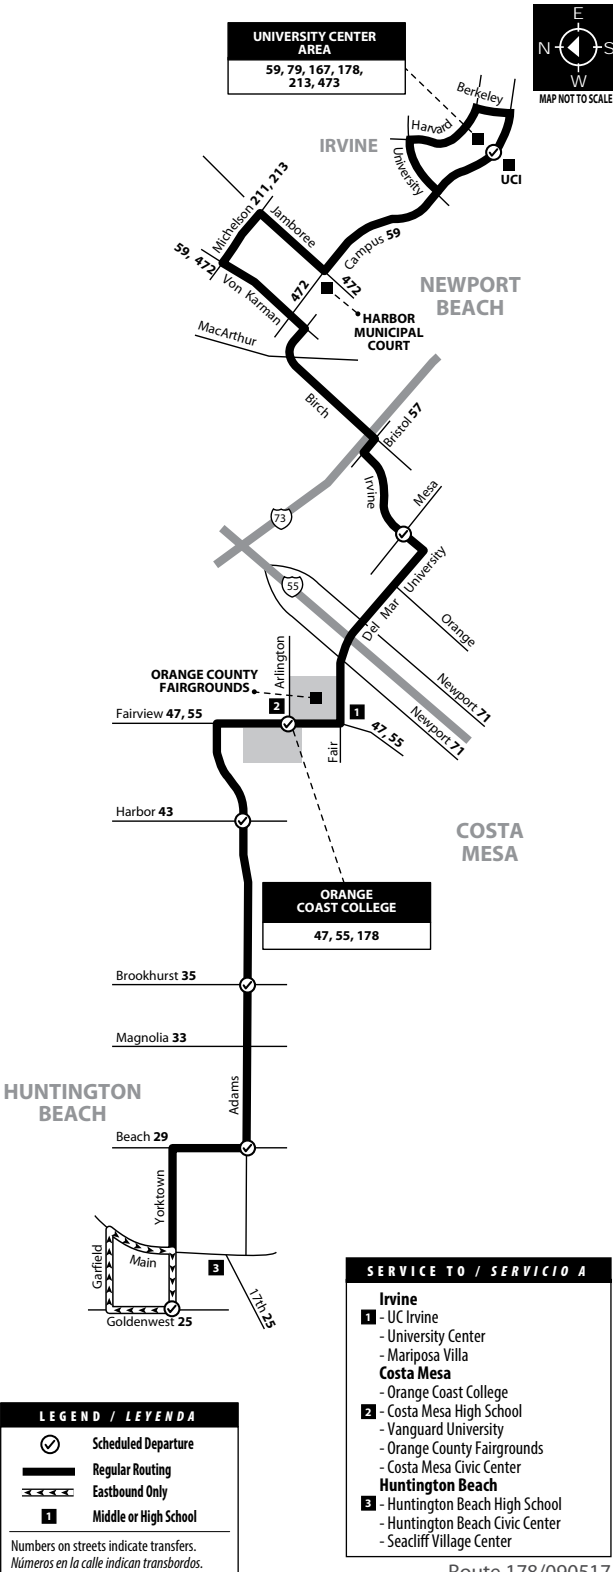 UNIVERSITY CENTER
AREA
59, 79, 167, 178,
213, 473
E
N
S
W
MAP NOT TO SCALE
Berkeley
Harvard
IRVINE
University
UCI
Michelson 211, 213
Jamboree
Campus 59
59, 472
Von Karman
472
472
NEWPORT
BEACH
HARBOR
MUNICIPAL
COURT
MacArthur
Birch
Bristol 57
Irvine
Mesa
73
55
University
Del Mar
Orange
Arlington
ORANGE COUNTY
FAIRGROUNDS
Newport 71
Newport 71
2
1
Fairview 47, 55
47, 55
Fair
Harbor 43
COSTA
MESA
ORANGE
COAST COLLEGE
47, 55, 178
Brookhurst 35
Magnolia 33
Adams
HUNTINGTON
BEACH
Beach 29
Yorktown
Garfield
Main
3
17th 25
Goldenwest 25
SERVICE TO / SERVICIO A
Irvine
1 - UC Irvine
- University Center
- Mariposa Villa
Costa Mesa
- Orange Coast College
2 - Costa Mesa High School
- Vanguard University
- Orange County Fairgrounds
- Costa Mesa Civic Center
Huntington Beach
3 - Huntington Beach High School
- Huntington Beach Civic Center
- Seacliff Village Center
LEGEND / LEYENDA
Scheduled Departure
Regular Routing
Eastbound Only
1 Middle or High School
Numbers on streets indicate transfers.
Números en la calle indican transbordos.
Route 178/090517